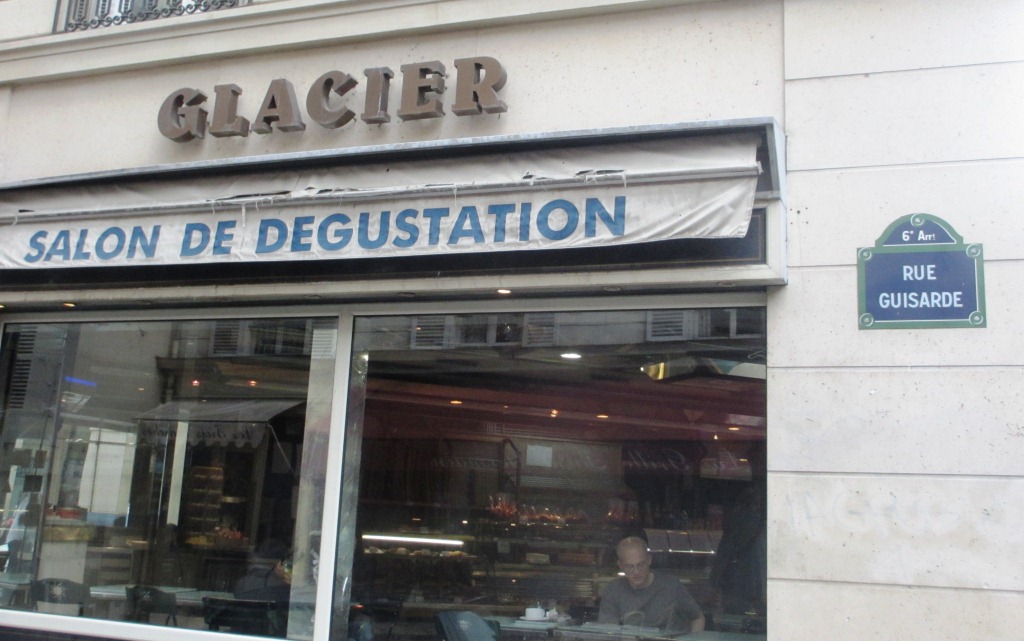 GLACIER
SALON DE DEGUSTATION
6e Arrt
RUE
GUISARDE